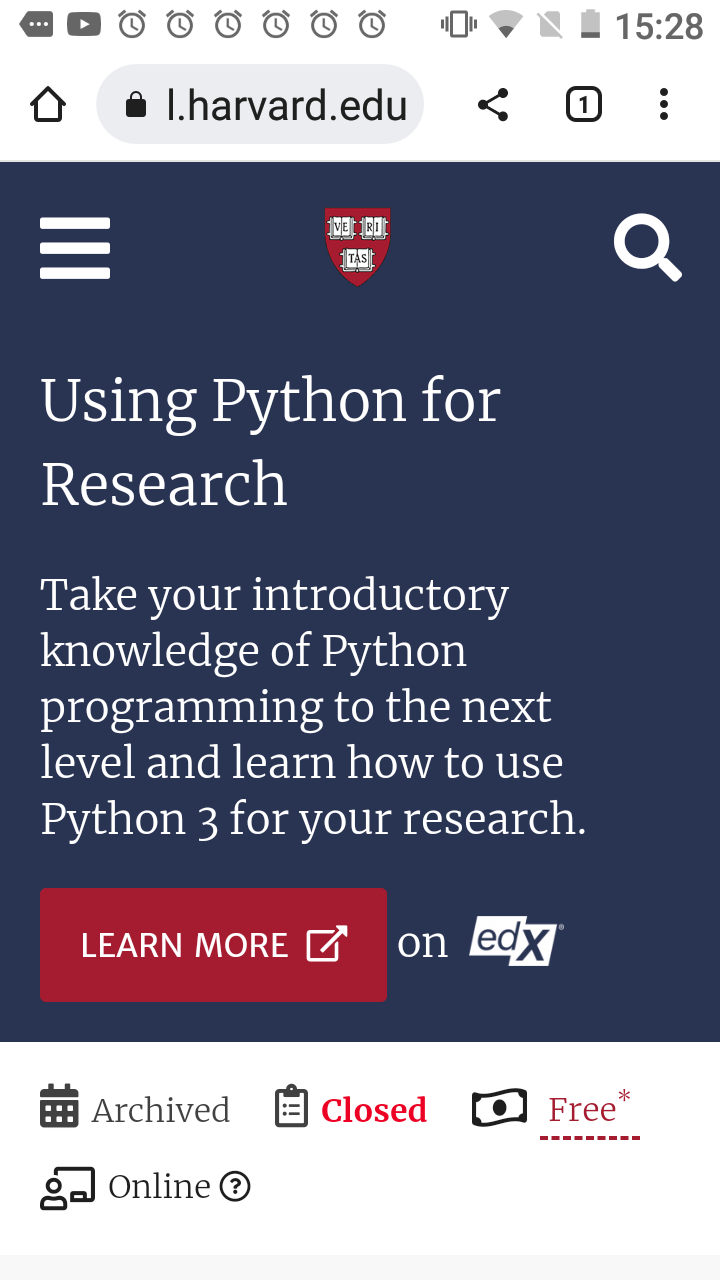 15:28
l.harvard.edu
1
VE RI
TAS
Using Python for
Research
Take your introductory
knowledge of Python
programming to the next
level and learn how to use
Python 3 for your research.
LEARN MORE on edX®
Archived Closed Free*
Online ?